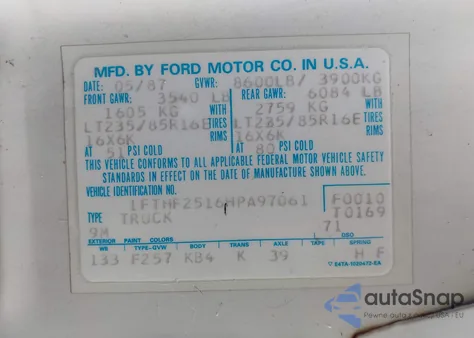 MFD. BY FORD MOTOR CO. IN U.S.A.
DATE: 05/87 GVWR: 8600LB/ 3900KG
FRONT GAWR: 3540 LB REAR GAWR: 6084 LB
1605 KG WITH 2759 KG WITH
LT235/85R16E TIRES LT235/85R16E TIRES
16X6K RIMS 16X6K RIMS
AT 51 PSI COLD AT 80 PSI COLD
THIS VEHICLE CONFORMS TO ALL APPLICABLE FEDERAL MOTOR VEHICLE SAFETY
STANDARDS IN EFFECT ON THE DATE OF MANUFACTURE SHOWN ABOVE.
VEHICLE IDENTIFICATION NO.
1FTHF2516HPA97061 F0010
TYPE TRUCK T0169
9M 71
EXTERIOR PAINT COLORS DSO
WB TYPE-GVW BODY TRANS AXLE TAPE SPRING
133 F257 KB4 K 39 H F
autoSnap